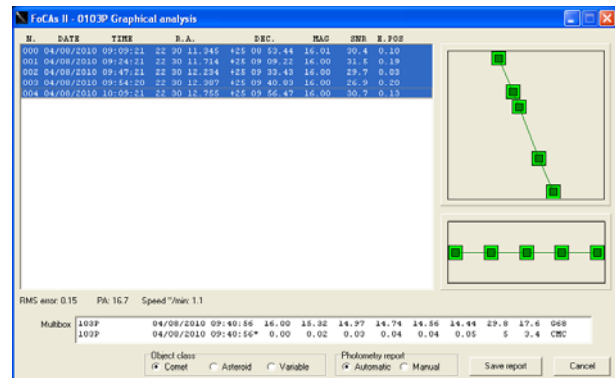 FoCAs II - 0103P Graphical analysis
N. DATE TIME R.A. DEC. MAG SNR E.POS
000 04/08/2010 09:09:21 22 30 11.345 +25 08 53.44 16.01 30.4 0.10
001 04/08/2010 09:24:21 22 30 11.714 +25 09 09.22 16.00 31.5 0.19
002 04/08/2010 09:47:21 22 30 12.234 +25 09 33.43 16.00 29.7 0.03
003 04/08/2010 09:54:20 22 30 12.387 +25 09 40.83 16.00 26.9 0.20
004 04/08/2010 10:09:21 22 30 12.755 +25 09 56.47 16.00 30.7 0.13
RMS error: 0.15 PA: 16.7 Speed "/min: 1.1
Multibox 103P 04/08/2010 09:40:56 16.00 15.32 14.97 14.74 14.56 14.44 29.8 17.6 G68
103P 04/08/2010 09:40:56* 0.00 0.02 0.03 0.04 0.04 0.05 5 3.4 CMC
Object class
Comet Asteroid Variable
Photometry report
Automatic Manual
Save report Cancel